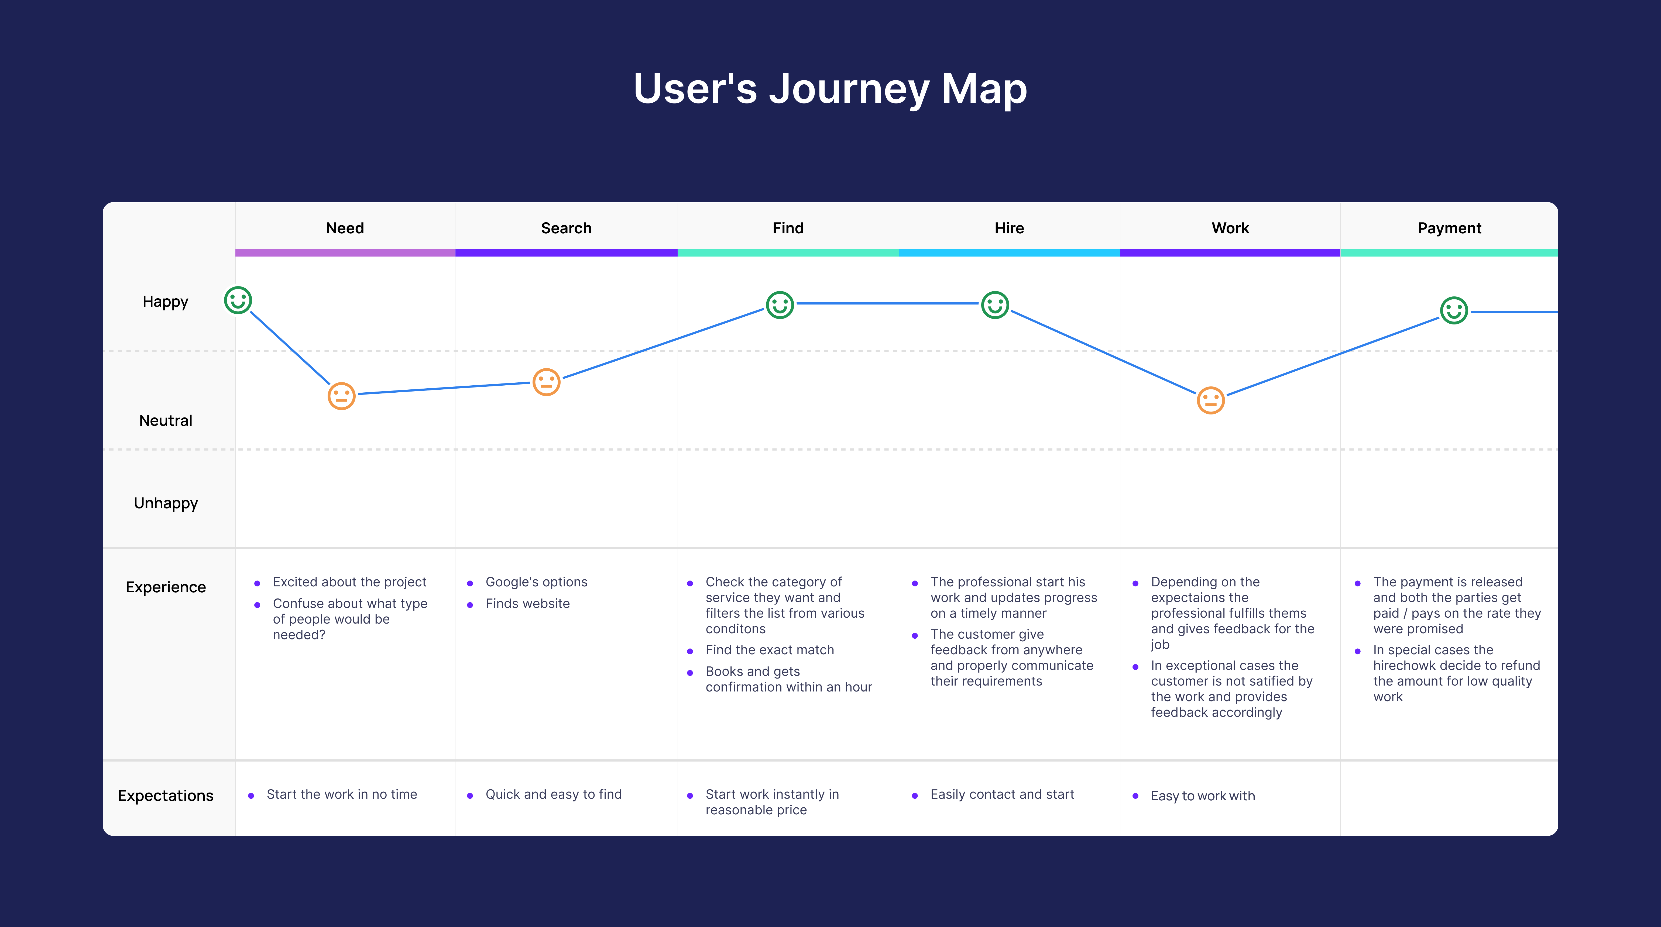 User's Journey Map
Need
Search
Find
Hire
Work
Payment
Happy
Neutral
Unhappy
Experience
Excited about the project
Confuse about what type
of people would be
needed?
Google's options
Finds website
Check the category of
service they want and
filters the list from various
conditons
Find the exact match
Books and gets
confirmation within an hour
The professional start his
work and updates progress
on a timely manner
The customer give
feedback from anywhere
and properly communicate
their requirements
Depending on the
expectaions the
professional fulfills thems
and gives feedback for the
job
In exceptional cases the
customer is not satified by
the work and provides
feedback accordingly
The payment is released
and both the parties get
paid / pays on the rate they
were promised
In special cases the
hirechowk decide to refund
the amount for low quality
work
Expectations
Start the work in no time
Quick and easy to find
Start work instantly in
reasonable price
Easily contact and start
Easy to work with